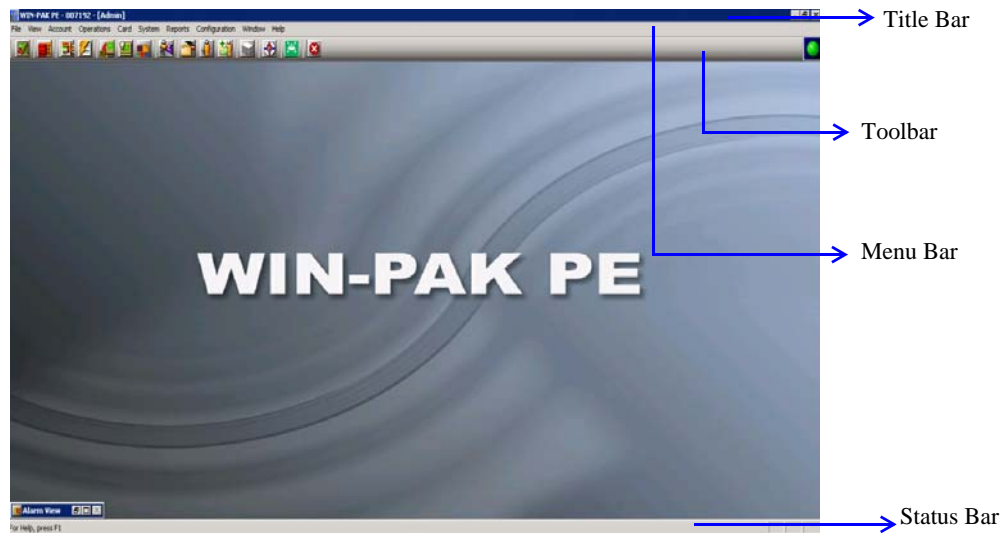 WIN-PAK PE - 007192 - [Admin]
Title Bar
File View Account Operations Card System Reports Configuration Window Help
Toolbar
Menu Bar
WIN-PAK PE
Alarm View
For Help, press F1
Status Bar